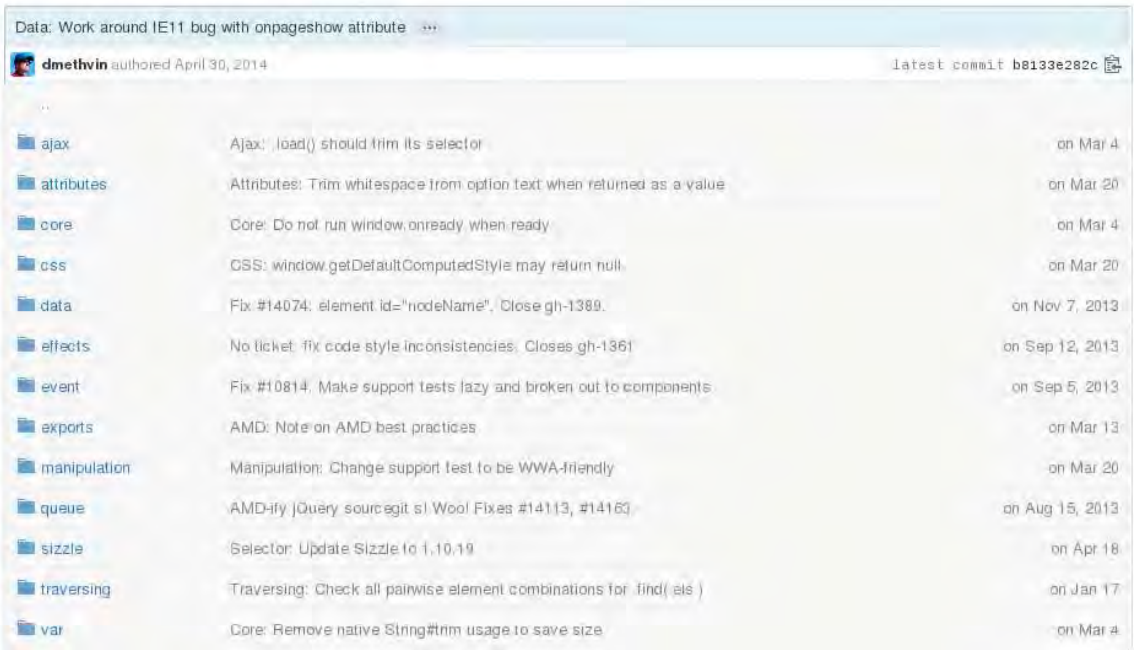 Data: Work around IE11 bug with onpageshow attribute ...
dmethvin authored April 30, 2014 latest commit b8133e282c
..
ajax Ajax: .load() should trim its selector on Mar 4
attributes Attributes: Trim whitespace from option text when returned as a value on Mar 20
core Core: Do not run window.onready when ready on Mar 4
css CSS: window.getDefaultComputedStyle may return null. on Mar 20
data Fix #14074: element id="nodeName". Close gh-1389. on Nov 7, 2013
effects No ticket: fix code style inconsistencies. Closes gh-1361 on Sep 12, 2013
event Fix #10814. Make support tests lazy and broken out to components on Sep 5, 2013
exports AMD: Note on AMD best practices on Mar 13
manipulation Manipulation: Change support test to be WWA-friendly on Mar 20
queue AMD-ify jQuery sourcegit s! Woo! Fixes #14113, #14163. on Aug 15, 2013
sizzle Selector: Update Sizzle to 1.10.19 on Apr 18
traversing Traversing: Check all pairwise element combinations for .find( els ) on Jan 17
var Core: Remove native String#trim usage to save size on Mar 4